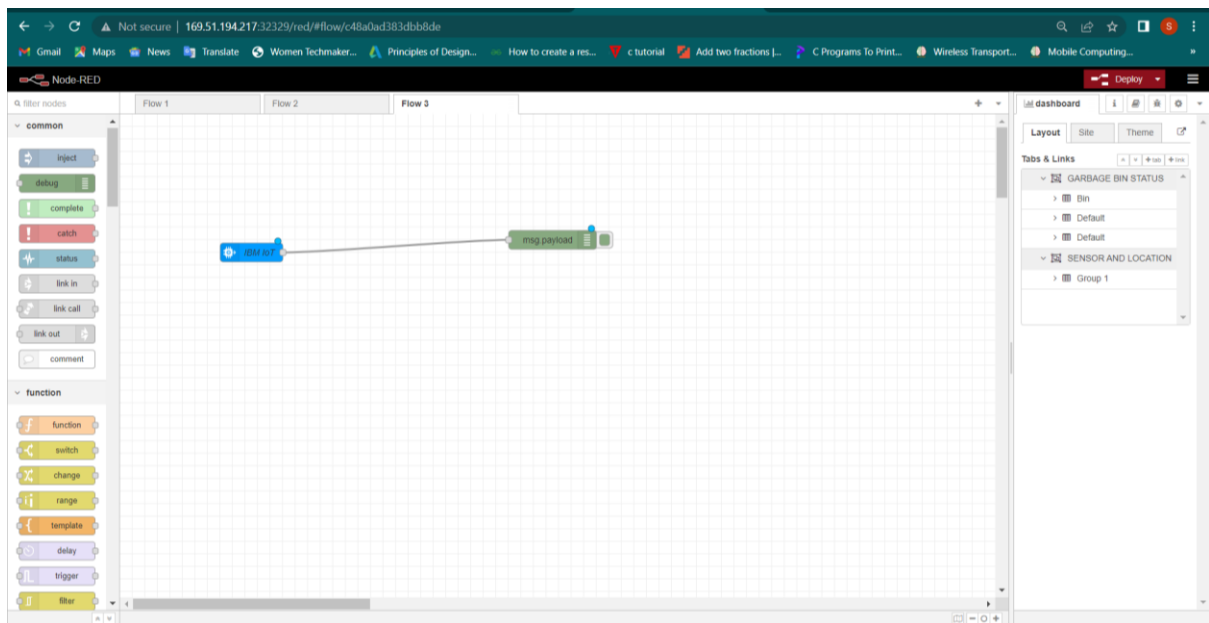 Not secure | 169.51.194.217:32329/red/#flow/c48a0ad383dbb8de
S
Gmail Maps News Translate Women Techmaker... Principles of Design... How to create a res... c tutorial Add two fractions |... C Programs To Print... Wireless Transport... Mobile Computing... »
Node-RED Deploy
filter nodes
Flow 1 Flow 2 Flow 3
dashboard
common
inject
debug
complete
catch
status
link in
link call
link out
comment
function
function
switch
change
range
template
delay
trigger
filter
IBM IoT
msg.payload
Layout Site Theme
Tabs & Links
+ tab + link
GARBAGE BIN STATUS
Bin
Default
Default
SENSOR AND LOCATION
Group 1